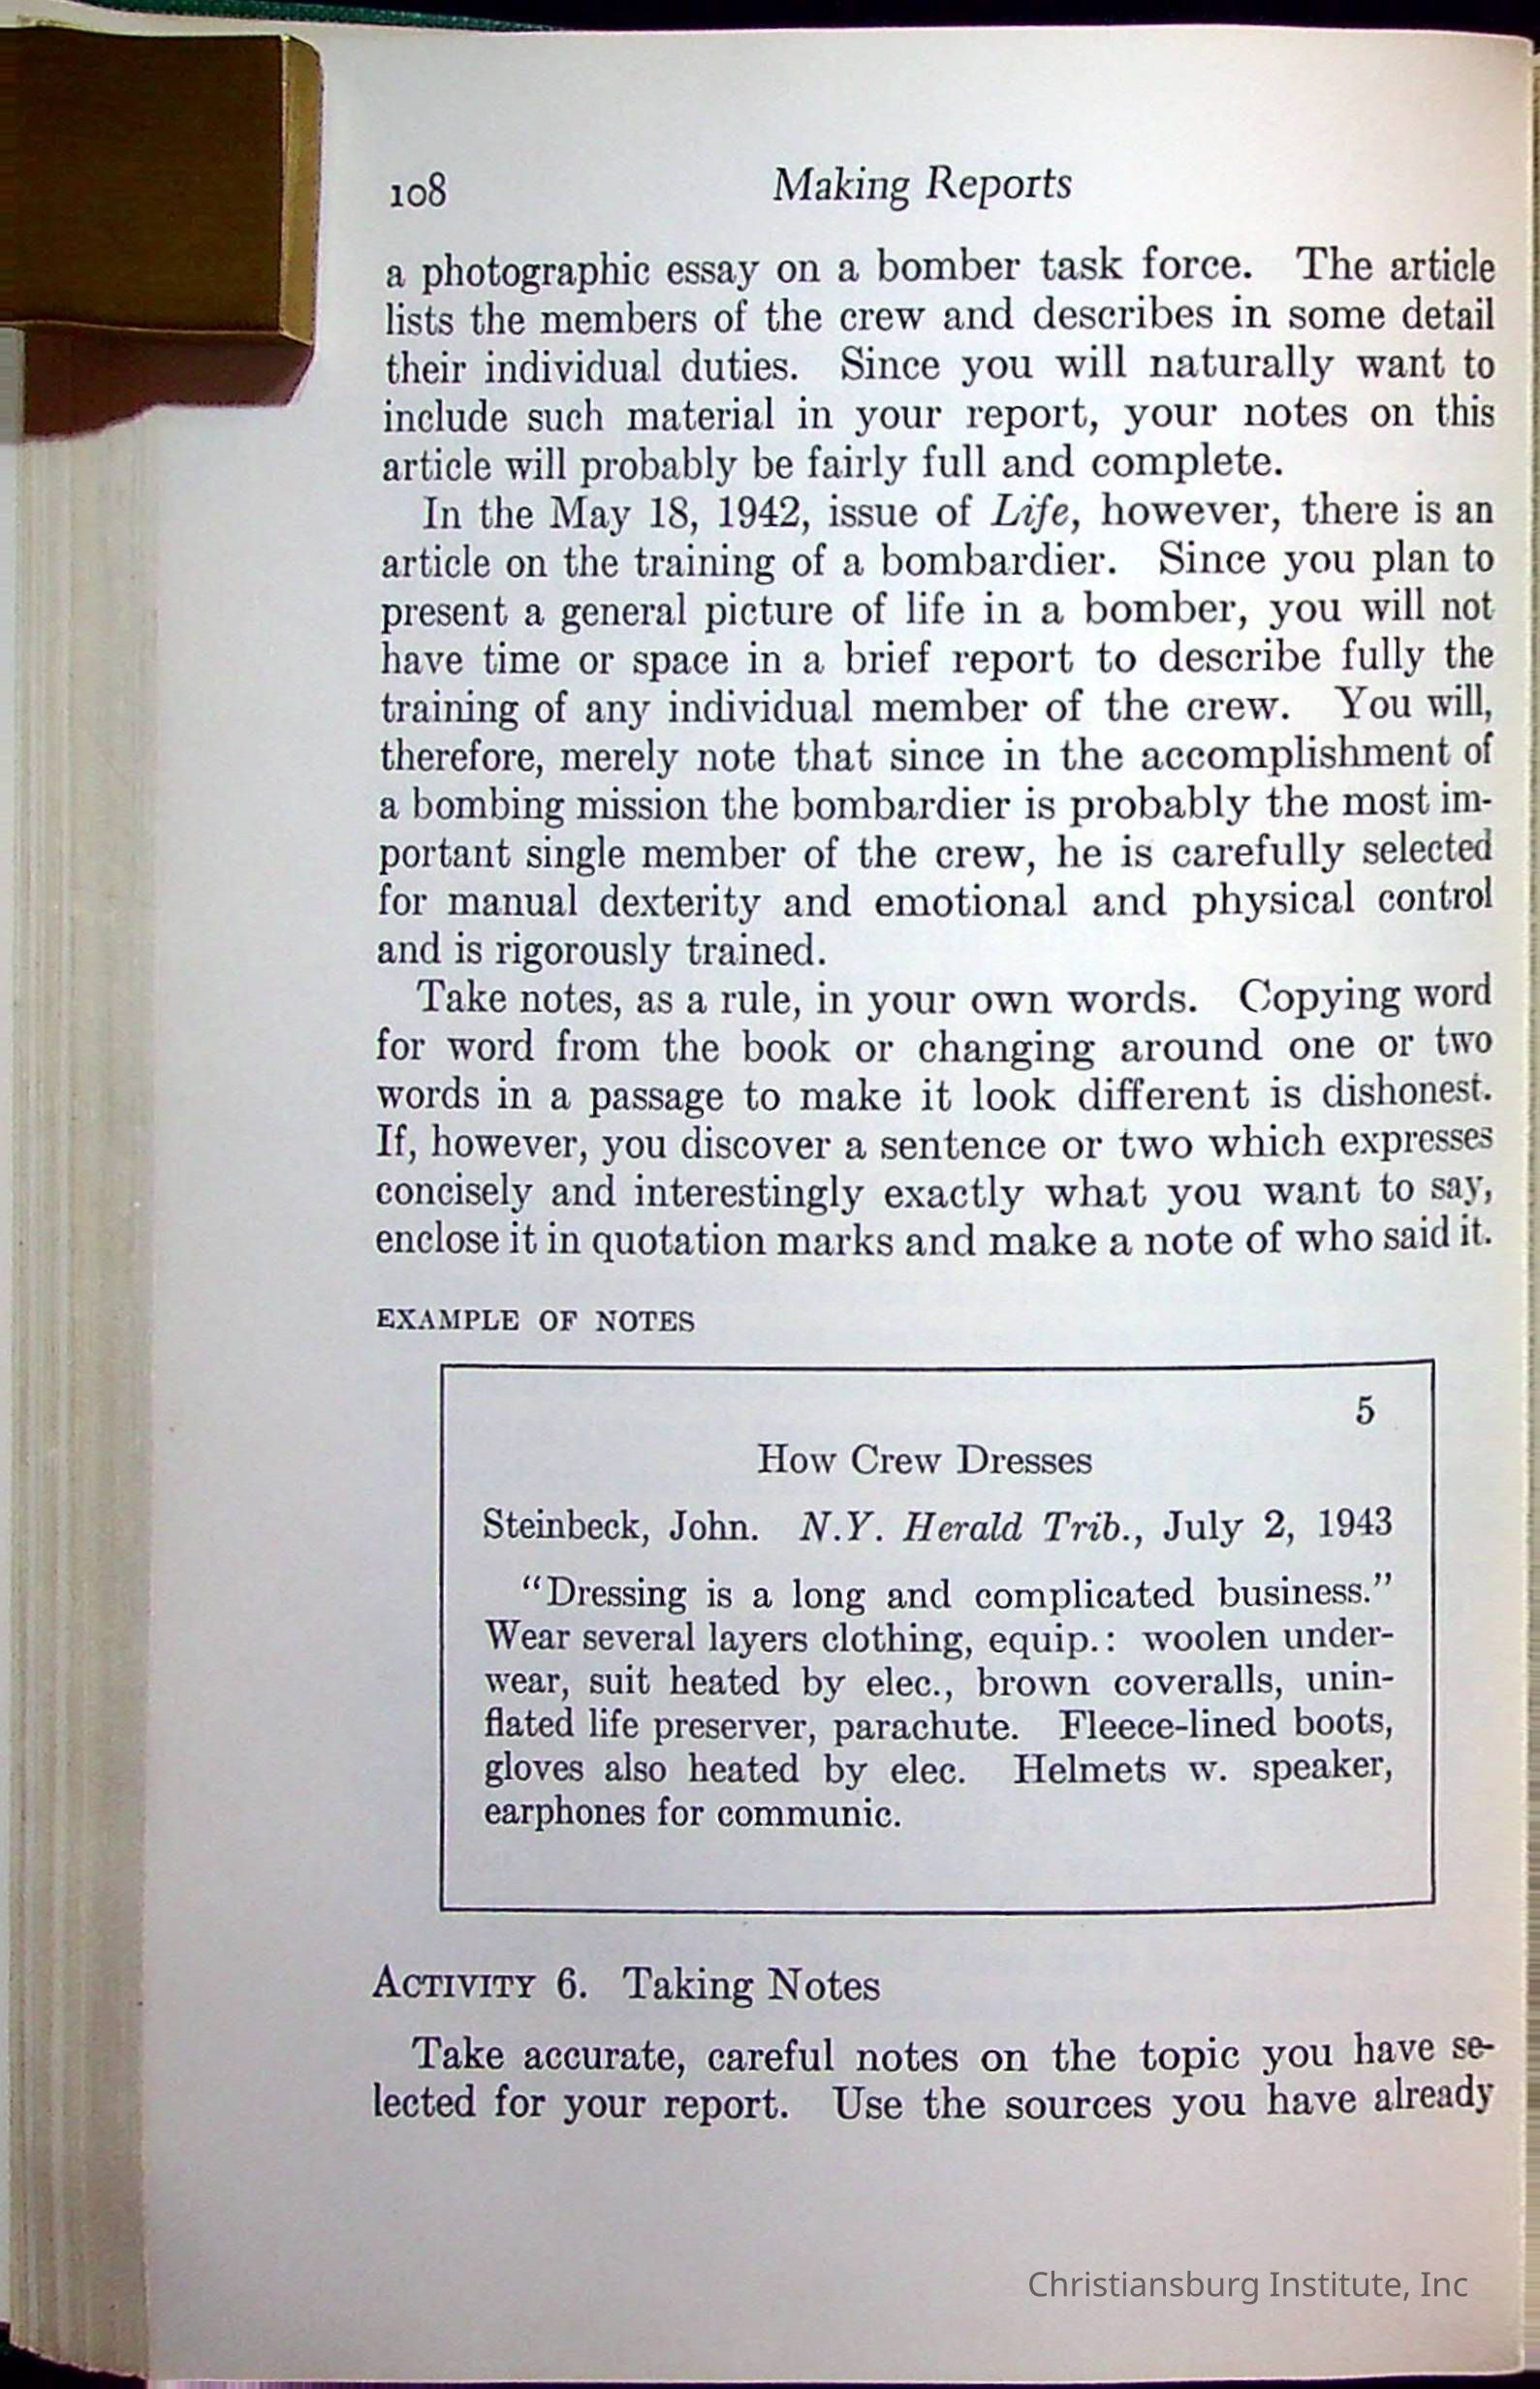 108
Making Reports
a photographic essay on a bomber task force. The article
lists the members of the crew and describes in some detail
their individual duties. Since you will naturally want to
include such material in your report, your notes on this
article will probably be fairly full and complete.
In the May 18, 1942, issue of Life, however, there is an
article on the training of a bombardier. Since you plan to
present a general picture of life in a bomber, you will not
have time or space in a brief report to describe fully the
training of any individual member of the crew. You will,
therefore, merely note that since in the accomplishment of
a bombing mission the bombardier is probably the most im-
portant single member of the crew, he is carefully selected
for manual dexterity and emotional and physical control
and is rigorously trained.
Take notes, as a rule, in your own words. Copying word
for word from the book or changing around one or two
words in a passage to make it look different is dishonest.
If, however, you discover a sentence or two which expresses
concisely and interestingly exactly what you want to say,
enclose it in quotation marks and make a note of who said it.
EXAMPLE OF NOTES
5
How Crew Dresses
Steinbeck, John. N.Y. Herald Trib., July 2, 1943
“Dressing is a long and complicated business.”
Wear several layers clothing, equip.: woolen under-
wear, suit heated by elec., brown coveralls, unin-
flated life preserver, parachute. Fleece-lined boots,
gloves also heated by elec. Helmets w. speaker,
earphones for communic.
ACTIVITY 6. Taking Notes
Take accurate, careful notes on the topic you have se-
lected for your report. Use the sources you have already
Christiansburg Institute, Inc